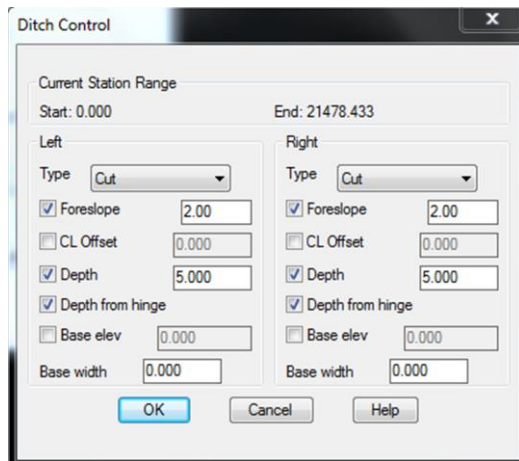 Ditch Control
Current Station Range
Start: 0.000 End: 21478.433
Left
Type Cut
Foreslope 2.00
CL Offset 0.000
Depth 5.000
Depth from hinge
Base elev 0.000
Base width 0.000
Right
Type Cut
Foreslope 2.00
CL Offset 0.000
Depth 5.000
Depth from hinge
Base elev 0.000
Base width 0.000
OK Cancel Help